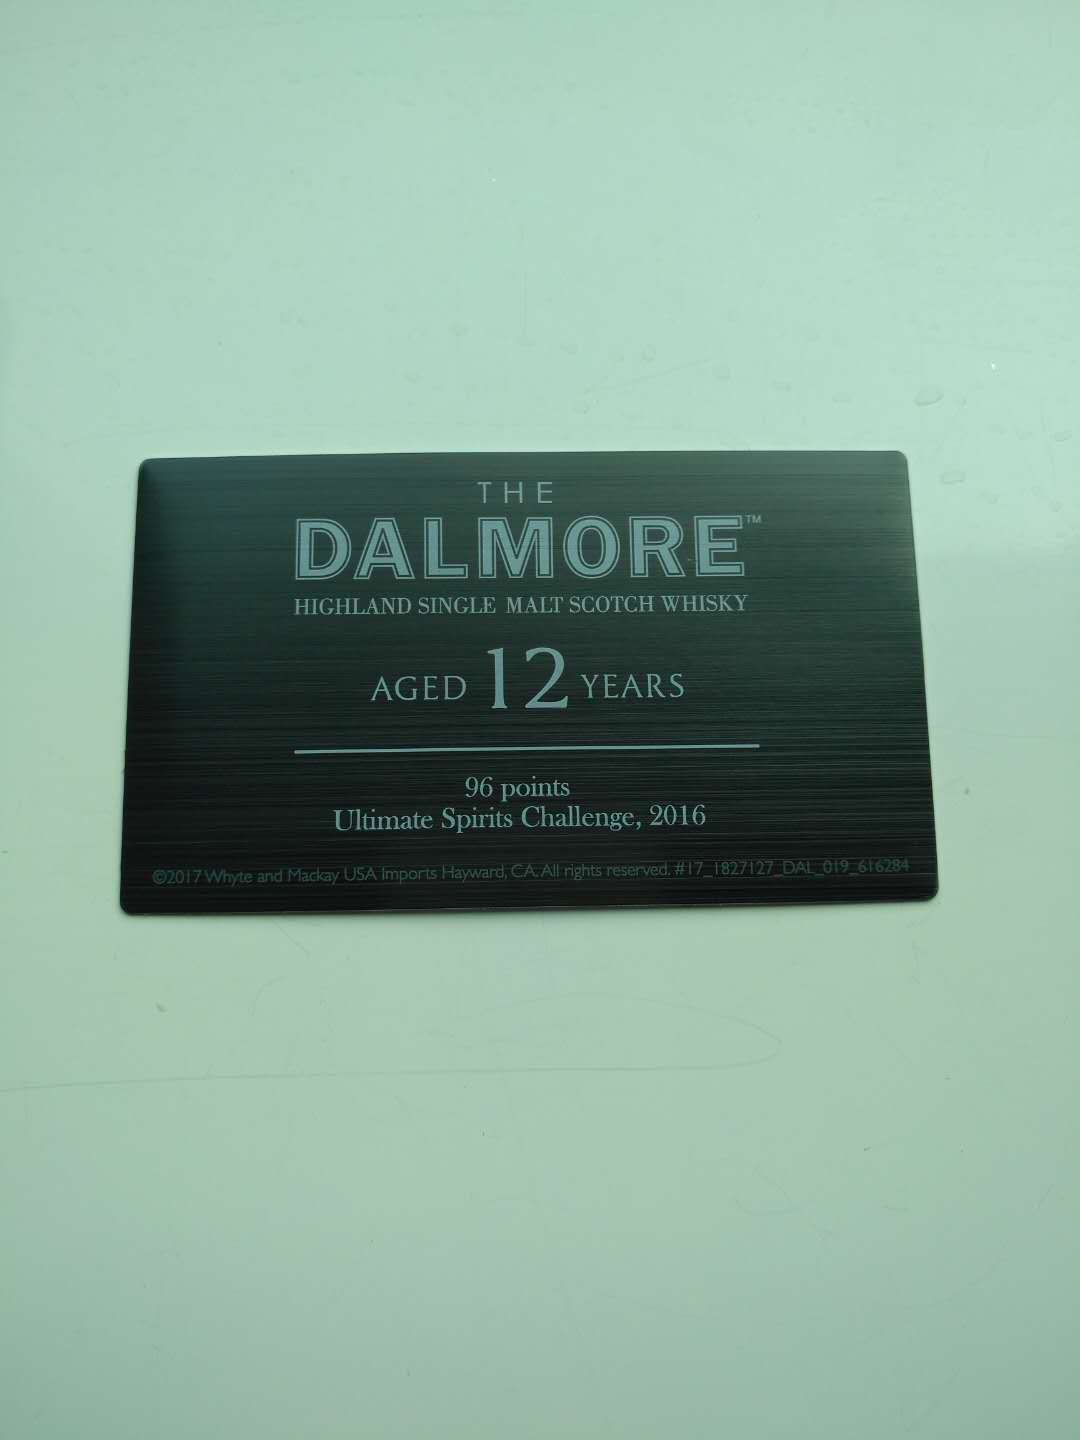 THE
DALMORE™
HIGHLAND SINGLE MALT SCOTCH WHISKY
AGED 12 YEARS
96 points
Ultimate Spirits Challenge, 2016
©2017 Whyte and Mackay USA Imports Hayward, CA. All rights reserved. #17_1827127_DAL_019_616284